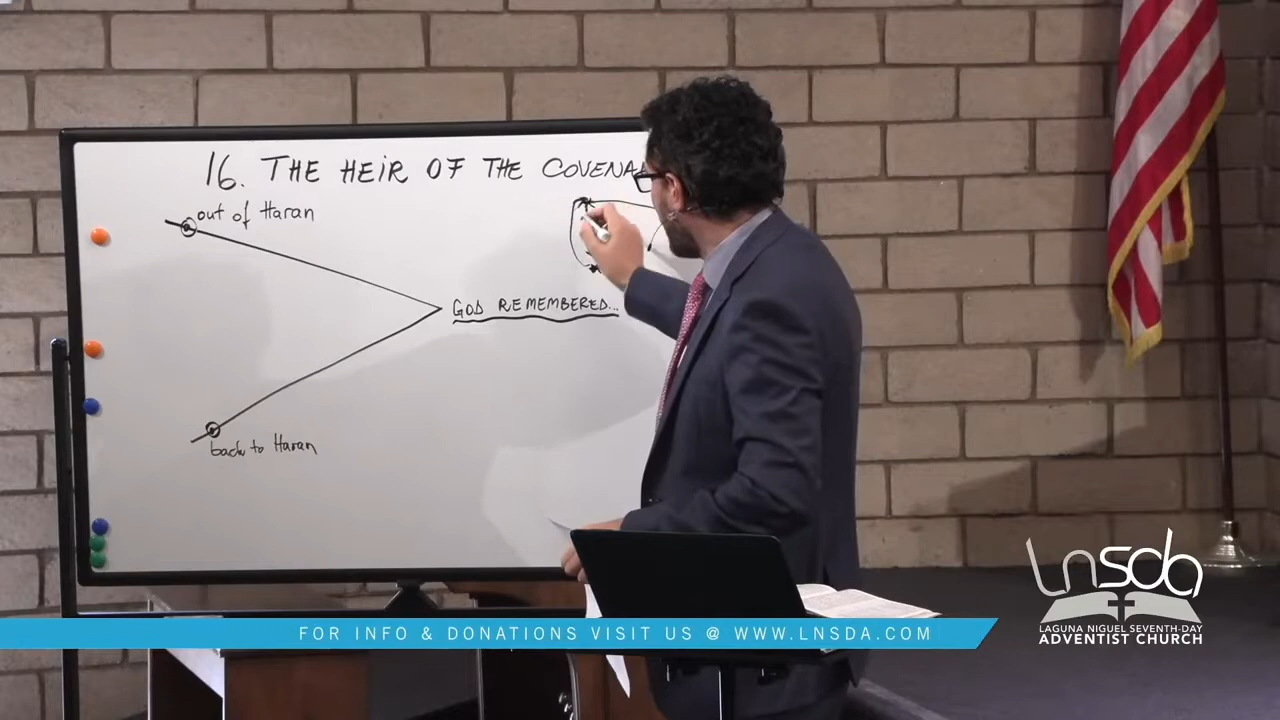 16. THE HEIR OF THE COVENA
out of Haran
GOD REMEMBERED...
back to Haran
FOR INFO & DONATIONS VISIT US @ WWW.LNSDA.COM
LnSDA
LAGUNA NIGUEL SEVENTH-DAY
ADVENTIST CHURCH